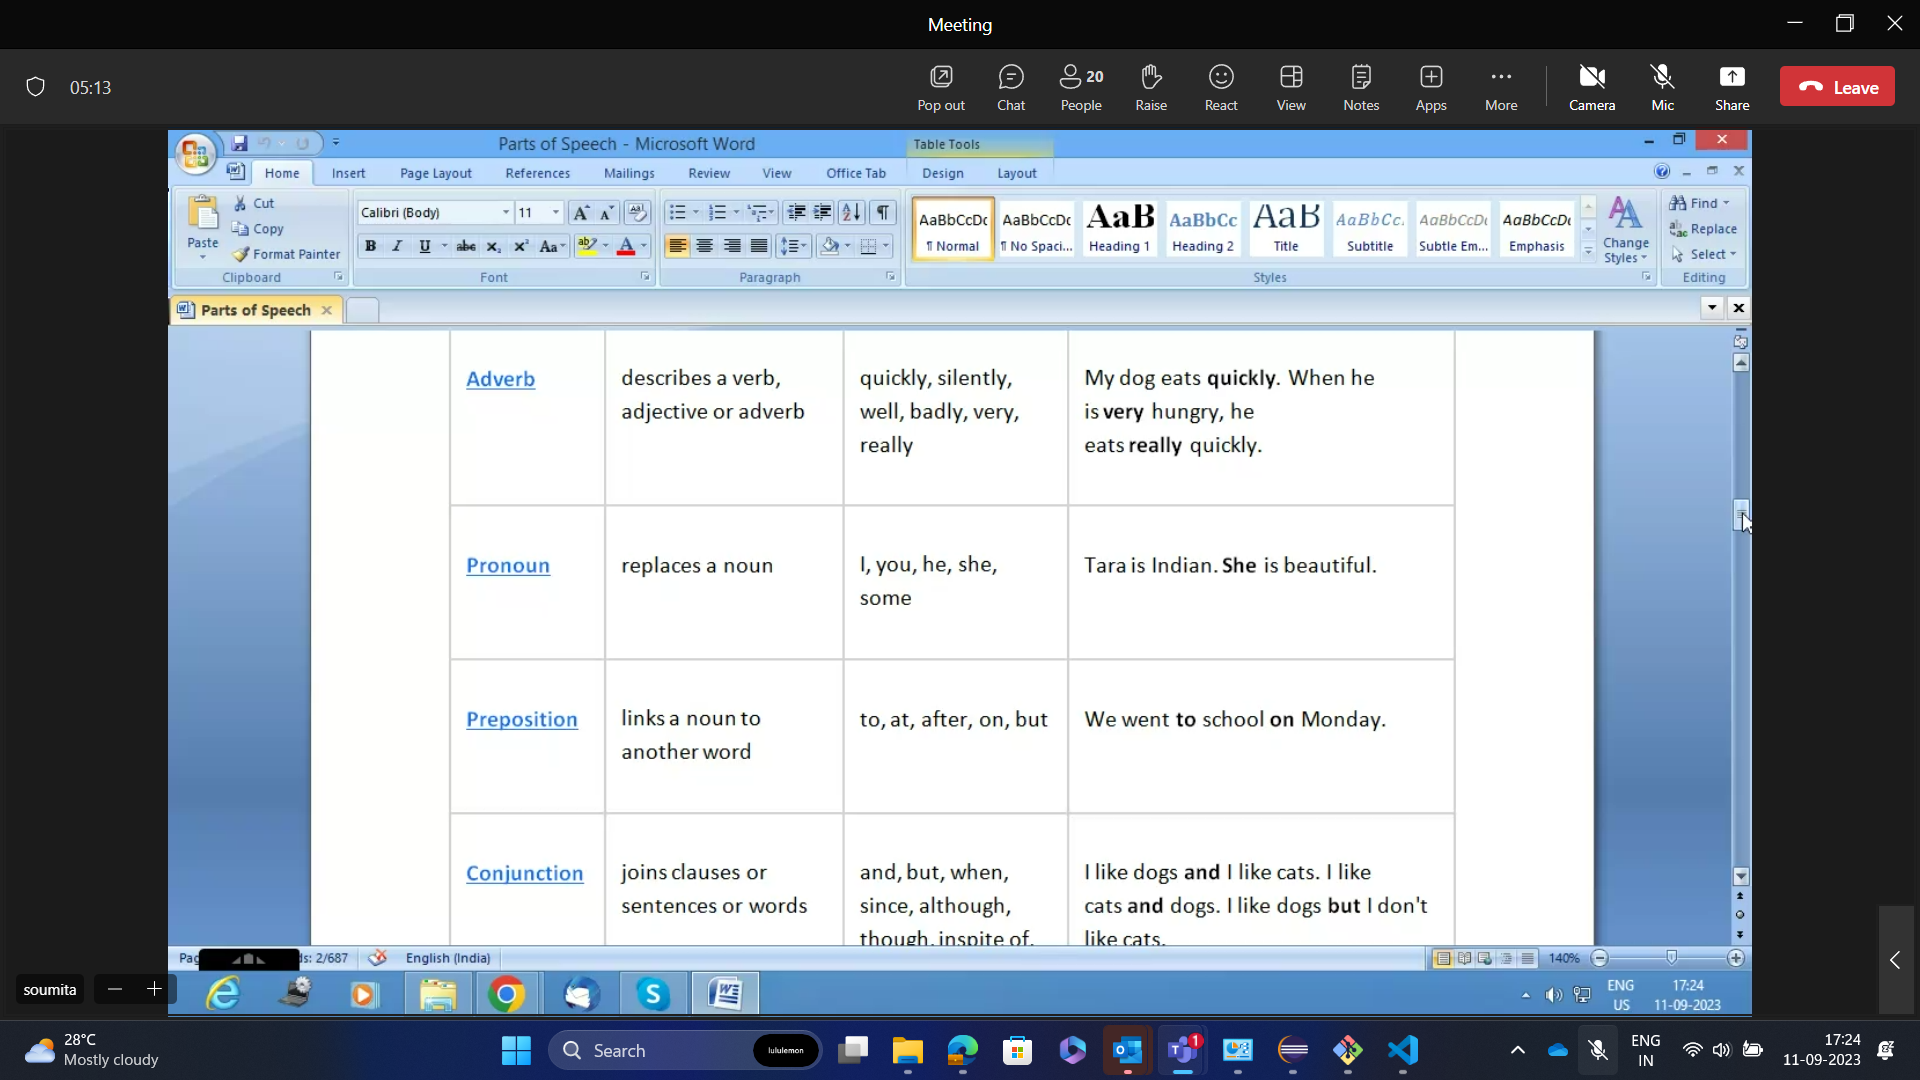 Meeting
05:13
Pop out
Chat
20
People
Raise
React
View
Notes
Apps
More
Camera
Mic
Share
Leave
Parts of Speech - Microsoft Word
Table Tools
Home Insert Page Layout References Mailings Review View Office Tab Design Layout
Paste
Cut
Copy
Format Painter
Clipboard
Calibri (Body) 11
Font
Paragraph
AaBbCcDc AaBbCcDc AaB AaBbCc AaB AaBbCc. AaBbCcDc AaBbCcDc
¶ Normal ¶ No Spaci... Heading 1 Heading 2 Title Subtitle Subtle Em... Emphasis
Change
Styles
Styles
Find
Replace
Select
Editing
Parts of Speech
Adverb
describes a verb,
adjective or adverb
quickly, silently,
well, badly, very,
really
My dog eats quickly. When he
is very hungry, he
eats really quickly.
Pronoun
replaces a noun
I, you, he, she,
some
Tara is Indian. She is beautiful.
Preposition
links a noun to
another word
to, at, after, on, but
We went to school on Monday.
Conjunction
joins clauses or
sentences or words
and, but, when,
since, although,
though, inspite of,
I like dogs and I like cats. I like
cats and dogs. I like dogs but I don't
like cats.
Pag ds: 2/687 English (India) 140%
soumita
ENG
US
17:24
11-09-2023
28°C
Mostly cloudy
Search
lululemon
1
ENG
IN
17:24
11-09-2023